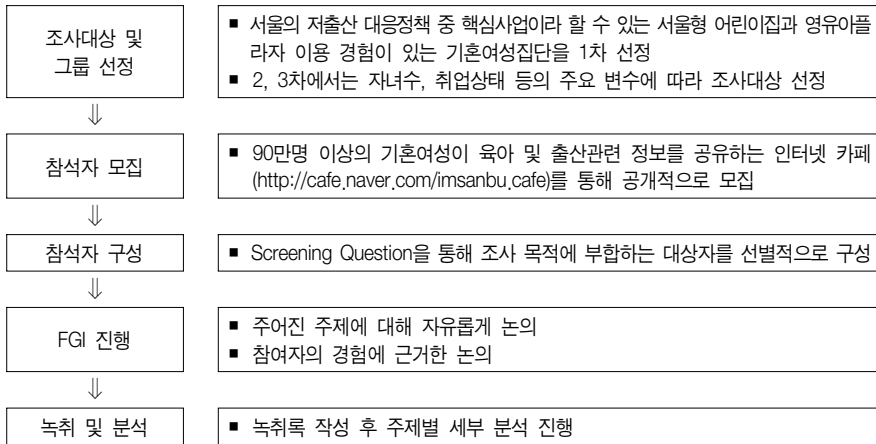 조사대상 및
그룹 선정
▪ 서울의 저출산 대응정책 중 핵심사업이라 할 수 있는 서울형 어린이집과 영유아플
라자 이용 경험이 있는 기혼여성집단을 1차 선정
▪ 2, 3차에서는 자녀수, 취업상태 등의 주요 변수에 따라 조사대상 선정
⇓
참석자 모집
▪ 90만명 이상의 기혼여성이 육아 및 출산관련 정보를 공유하는 인터넷 카페
(http://cafe.naver.com/imsanbu.cafe)를 통해 공개적으로 모집
⇓
참석자 구성
▪ Screening Question을 통해 조사 목적에 부합하는 대상자를 선별적으로 구성
⇓
FGI 진행
▪ 주어진 주제에 대해 자유롭게 논의
▪ 참여자의 경험에 근거한 논의
⇓
녹취 및 분석
▪ 녹취록 작성 후 주제별 세부 분석 진행